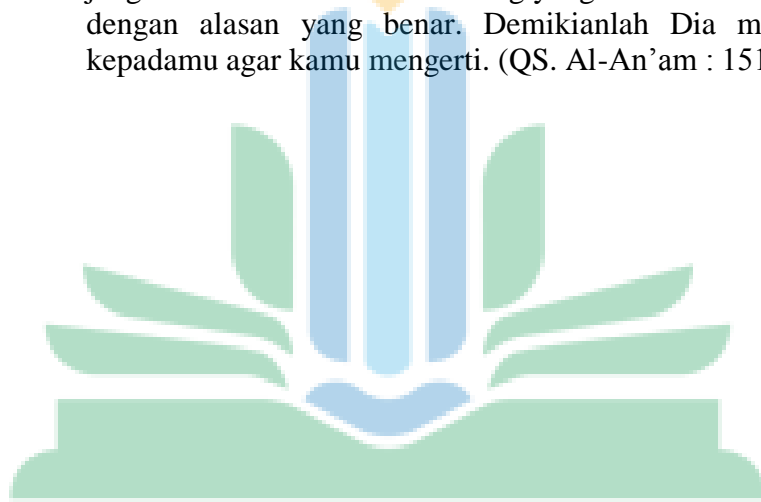 dengan alasan yang benar. Demikianlah Dia m
kepadamu agar kamu mengerti. (QS. Al-An’am : 151